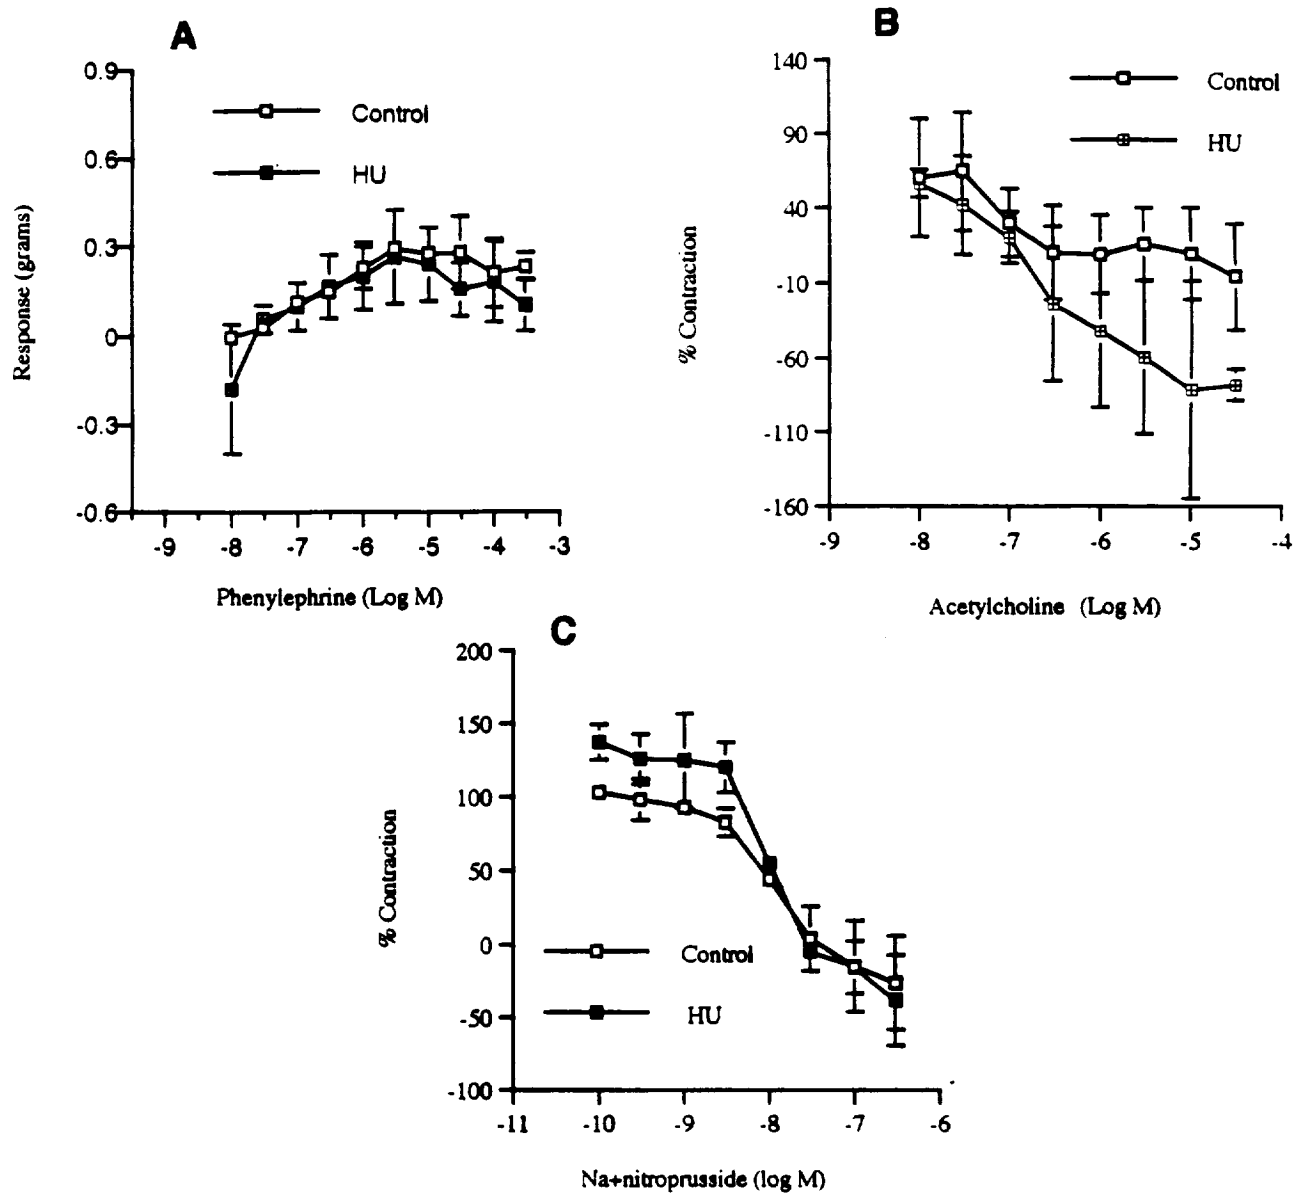 A
0.9
0.6
0.3
0
-0.3
-0.6
Control
HU
Response (grams)
-9 -8 -7 -6 -5 -4 -3
Phenylephrine (Log M)
B
140
90
40
-10
-60
-110
-160
Control
HU
% Contraction
-9 -8 -7 -6 -5 -4
Acetylcholine (Log M)
C
200
150
100
50
0
-50
-100
Control
HU
% Contraction
-11 -10 -9 -8 -7 -6
Na+nitroprusside (log M)